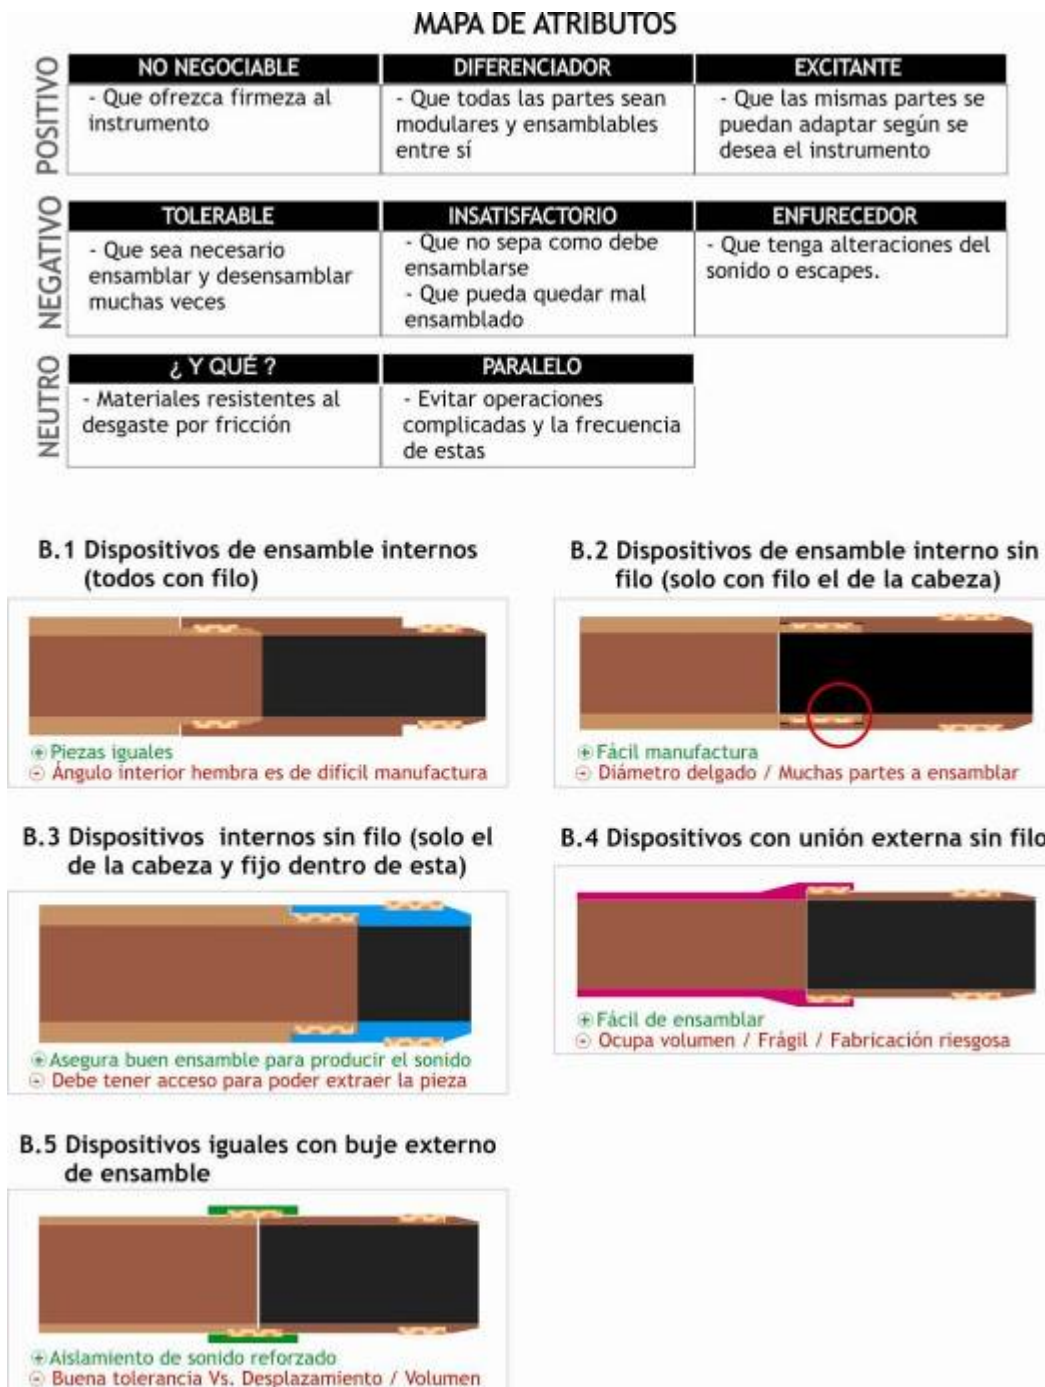 MAPA DE ATRIBUTOS
POSITIVO
NO NEGOCIABLE
- Que ofrezca firmeza al
instrumento
DIFERENCIADOR
- Que todas las partes sean
modulares y ensamblables
entre sí
EXCITANTE
- Que las mismas partes se
puedan adaptar según se
desea el instrumento
NEGATIVO
TOLERABLE
- Que sea necesario
ensamblar y desensamblar
muchas veces
INSATISFACTORIO
- Que no sepa como debe
ensamblarse
- Que pueda quedar mal
ensamblado
ENFURECEDOR
- Que tenga alteraciones del
sonido o escapes.
NEUTRO
¿ Y QUÉ ?
- Materiales resistentes al
desgaste por fricción
PARALELO
- Evitar operaciones
complicadas y la frecuencia
de estas
B.1 Dispositivos de ensamble internos
(todos con filo)
+ Piezas iguales
- Ángulo interior hembra es de difícil manufactura
B.2 Dispositivos de ensamble interno sin
filo (solo con filo el de la cabeza)
+ Fácil manufactura
- Diámetro delgado / Muchas partes a ensamblar
B.3 Dispositivos internos sin filo (solo el
de la cabeza y fijo dentro de esta)
+ Asegura buen ensamble para producir el sonido
- Debe tener acceso para poder extraer la pieza
B.4 Dispositivos con unión externa sin filo
+ Fácil de ensamblar
- Ocupa volumen / Frágil / Fabricación riesgosa
B.5 Dispositivos iguales con buje externo
de ensamble
+ Aislamiento de sonido reforzado
- Buena tolerancia Vs. Desplazamiento / Volumen